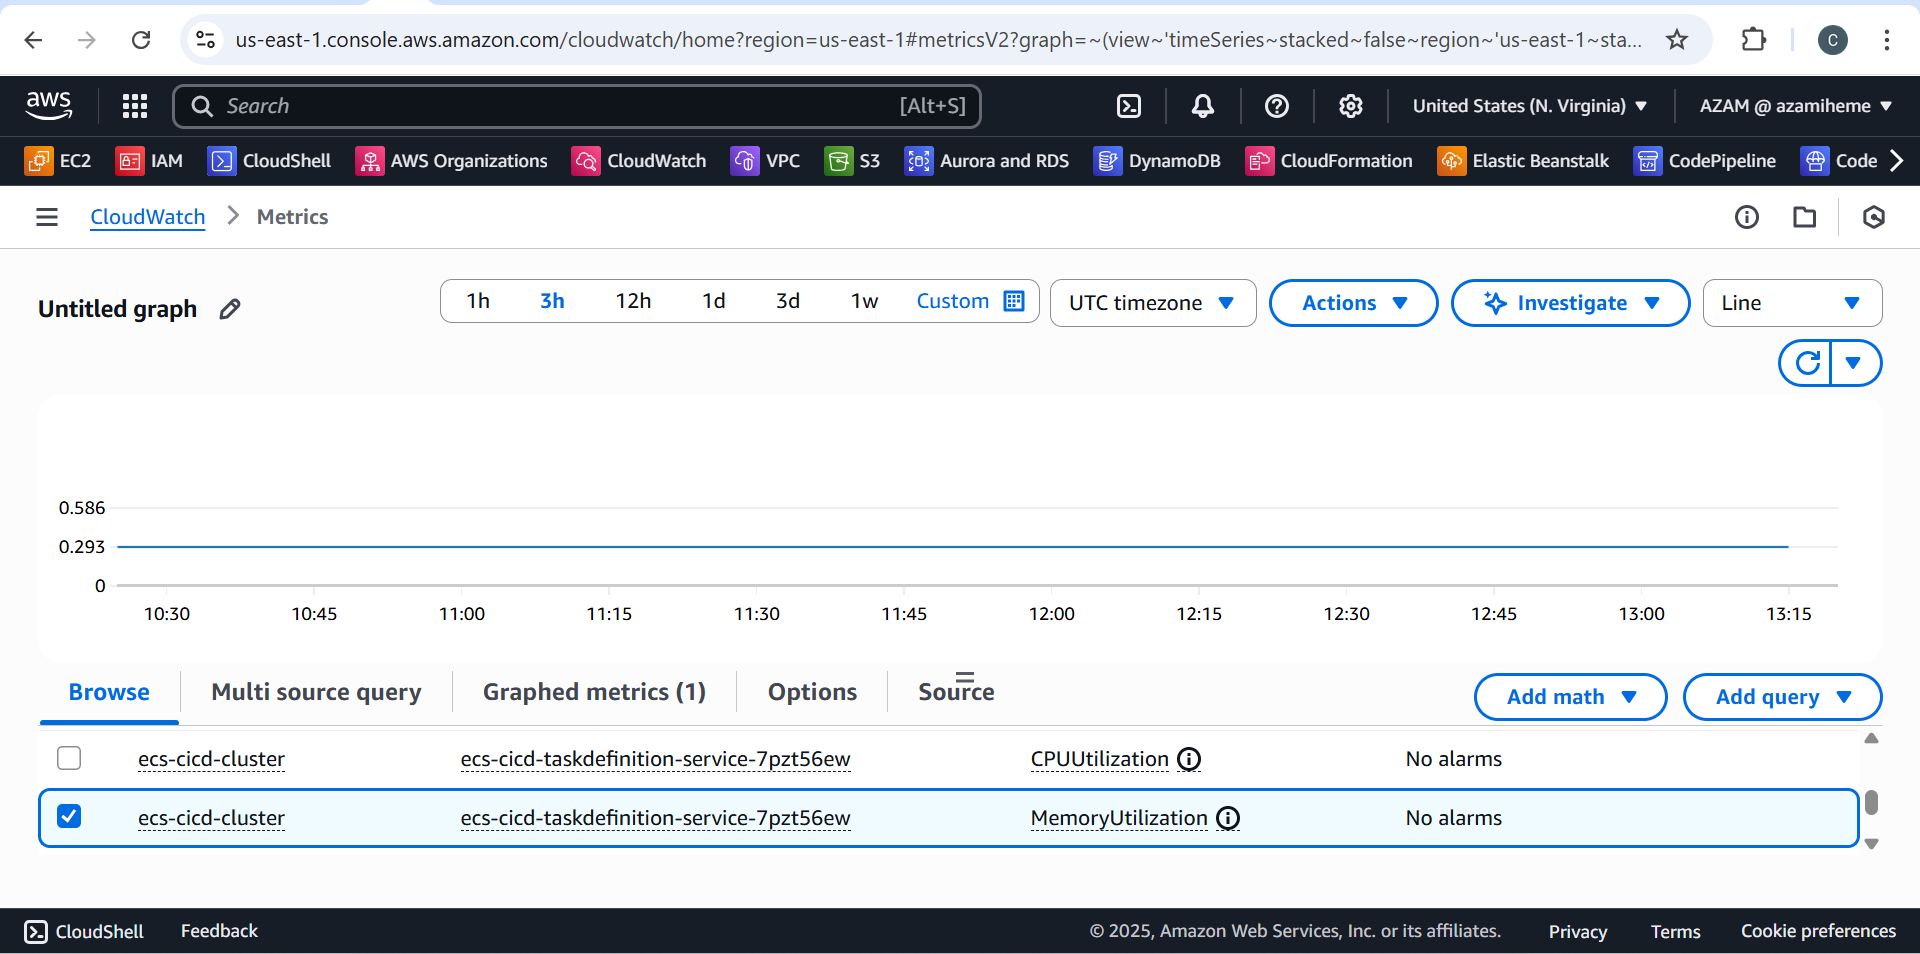 us-east-1.console.aws.amazon.com/cloudwatch/home?region=us-east-1#metricsV2?graph=~(view~'timeSeries~stacked~false~region~'us-east-1~sta...
C
aws
Search
[Alt+S]
United States (N. Virginia)
AZAM @ azamiheme
EC2
IAM
CloudShell
AWS Organizations
CloudWatch
VPC
S3
Aurora and RDS
DynamoDB
CloudFormation
Elastic Beanstalk
CodePipeline
Code
CloudWatch
Metrics
Untitled graph
1h 3h 12h 1d 3d 1w Custom
UTC timezone
Actions
Investigate
Line
0.586
0.293
0
10:30 10:45 11:00 11:15 11:30 11:45 12:00 12:15 12:30 12:45 13:00 13:15
Browse
Multi source query
Graphed metrics (1)
Options
Source
Add math
Add query
ecs-cicd-cluster ecs-cicd-taskdefinition-service-7pzt56ew CPUUtilization No alarms
ecs-cicd-cluster ecs-cicd-taskdefinition-service-7pzt56ew MemoryUtilization No alarms
CloudShell Feedback © 2025, Amazon Web Services, Inc. or its affiliates. Privacy Terms Cookie preferences